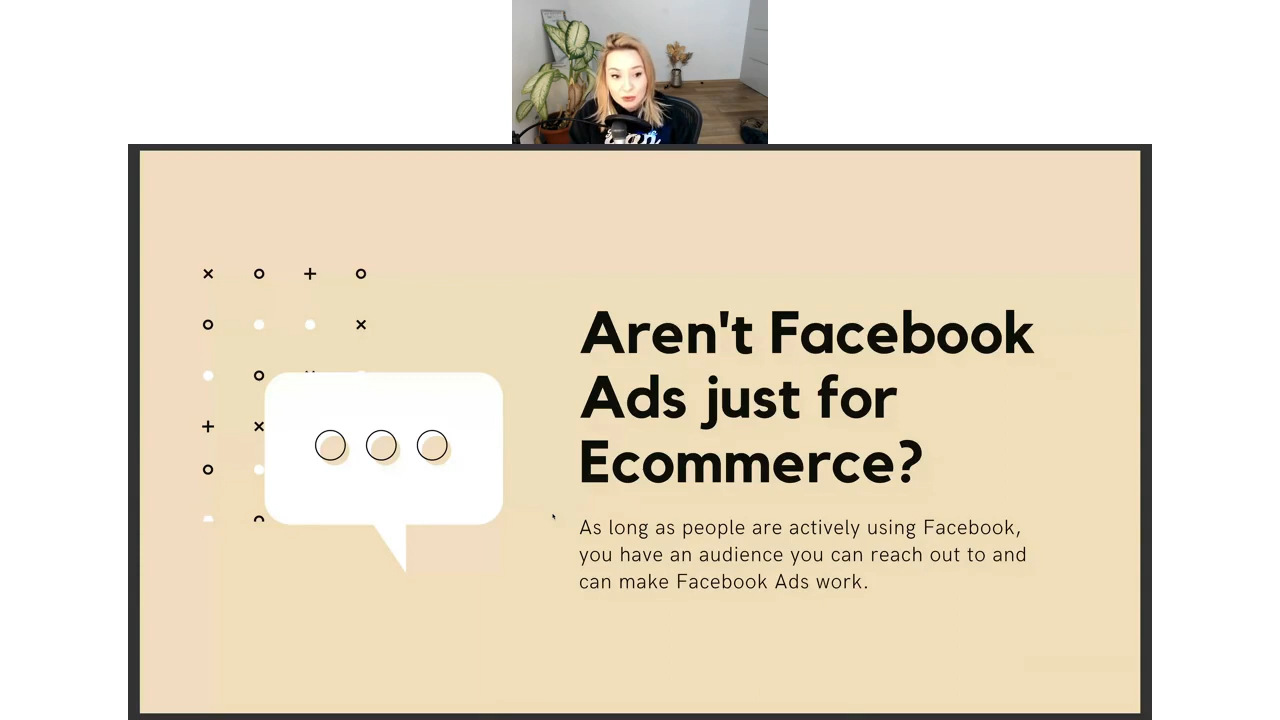 Aren't Facebook
Ads just for
Ecommerce?
As long as people are actively using Facebook,
you have an audience you can reach out to and
can make Facebook Ads work.